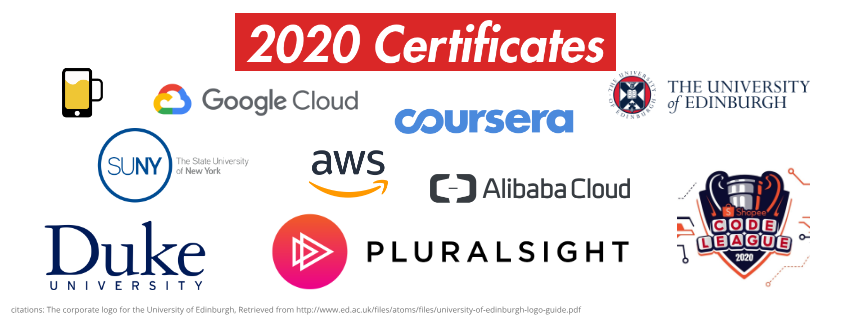 2020 Certificates
Google Cloud
coursera
THE UNIVERSITY
of EDINBURGH
SUNY
The State University
of New York
aws
Alibaba Cloud
Shopee
CODE
LEAGUE
2020
Duke
UNIVERSITY
PLURALSIGHT
citations: The corporate logo for the University of Edinburgh, Retrieved from http://www.ed.ac.uk/files/atoms/files/university-of-edinburgh-logo-guide.pdf